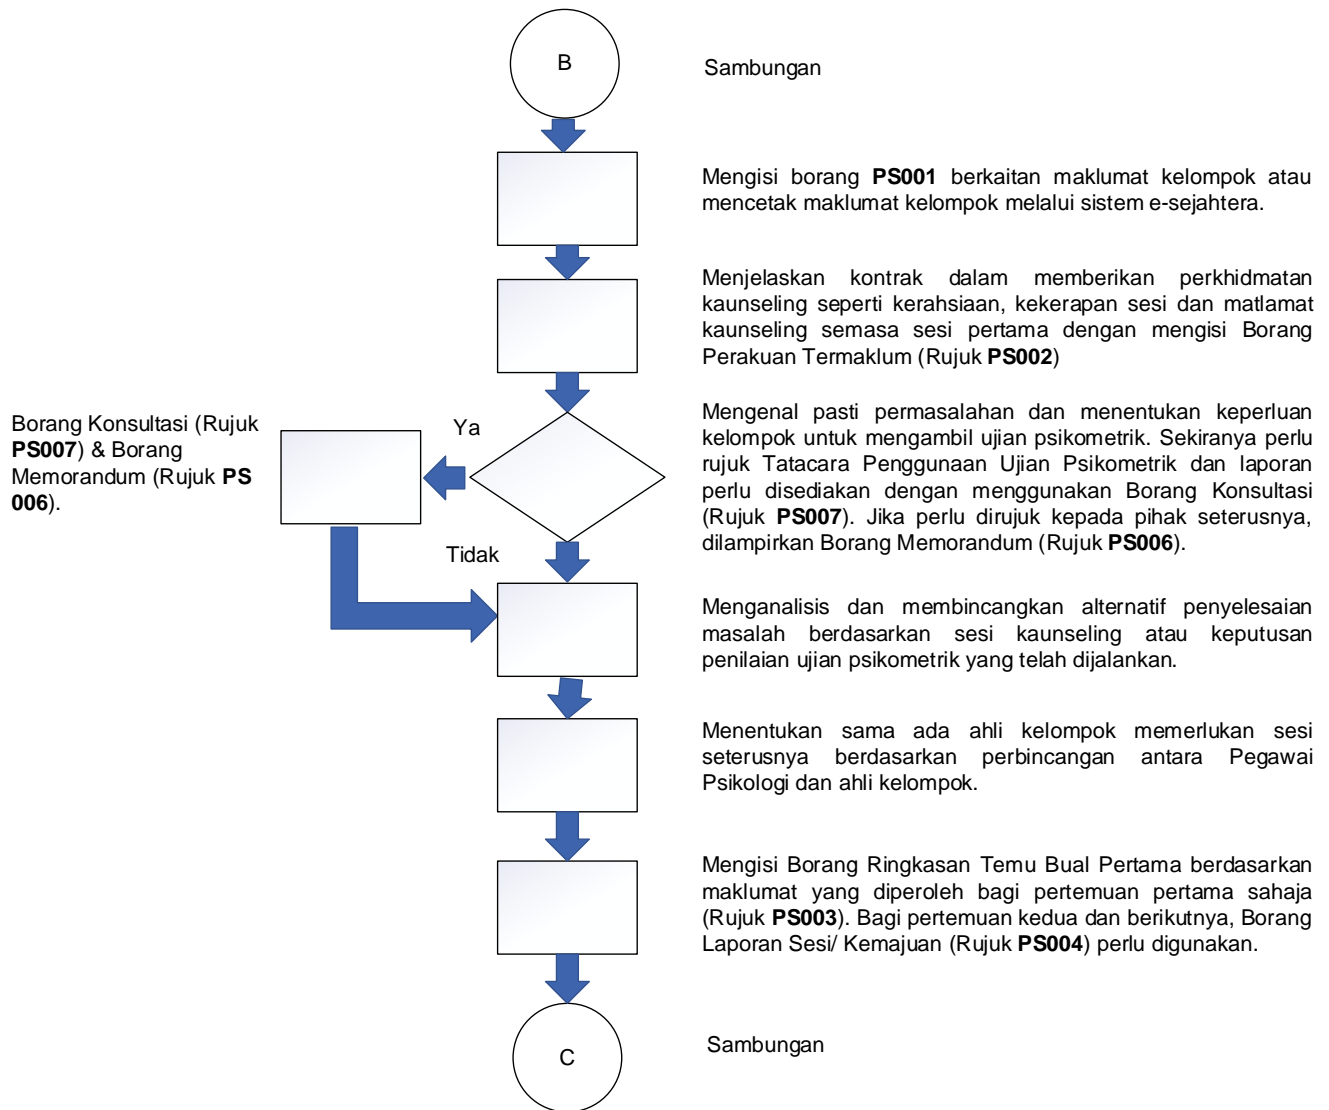 B
Sambungan
Mengisi borang PS001 berkaitan maklumat kelompok atau
mencetak maklumat kelompok melalui sistem e-sejahtera.
Menjelaskan kontrak dalam memberikan perkhidmatan
kaunseling seperti kerahsiaan, kekerapan sesi dan matlamat
kaunseling semasa sesi pertama dengan mengisi Borang
Perakuan Termaklum (Rujuk PS002)
Borang Konsultasi (Rujuk
PS007) & Borang
Memorandum (Rujuk PS
006).
Ya
Tidak
Mengenal pasti permasalahan dan menentukan keperluan
kelompok untuk mengambil ujian psikometrik. Sekiranya perlu
rujuk Tatacara Penggunaan Ujian Psikometrik dan laporan
perlu disediakan dengan menggunakan Borang Konsultasi
(Rujuk PS007). Jika perlu dirujuk kepada pihak seterusnya,
dilampirkan Borang Memorandum (Rujuk PS006).
Menganalisis dan membincangkan alternatif penyelesaian
masalah berdasarkan sesi kaunseling atau keputusan
penilaian ujian psikometrik yang telah dijalankan.
Menentukan sama ada ahli kelompok memerlukan sesi
seterusnya berdasarkan perbincangan antara Pegawai
Psikologi dan ahli kelompok.
Mengisi Borang Ringkasan Temu Bual Pertama berdasarkan
maklumat yang diperoleh bagi pertemuan pertama sahaja
(Rujuk PS003). Bagi pertemuan kedua dan berikutnya, Borang
Laporan Sesi/ Kemajuan (Rujuk PS004) perlu digunakan.
C
Sambungan